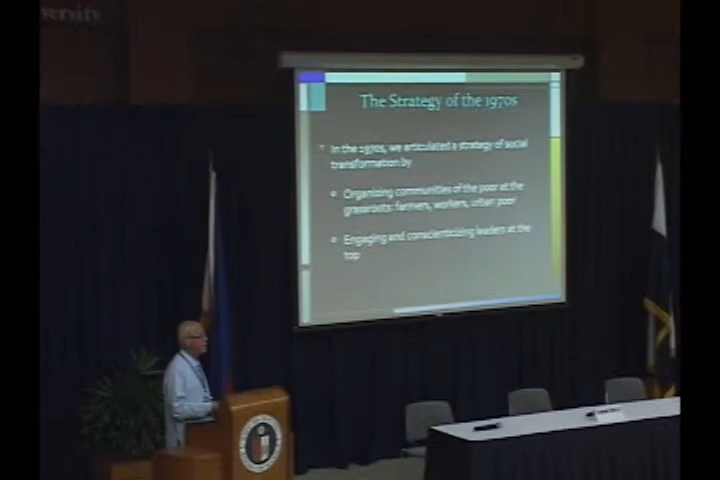 The Strategy of the 1970s
In the 1970s, we articulated a strategy of social
transformation by
Organizing communities of the poor at the
grassroots: farmers, workers, urban poor
Engaging and conscienticizing leaders at the
top